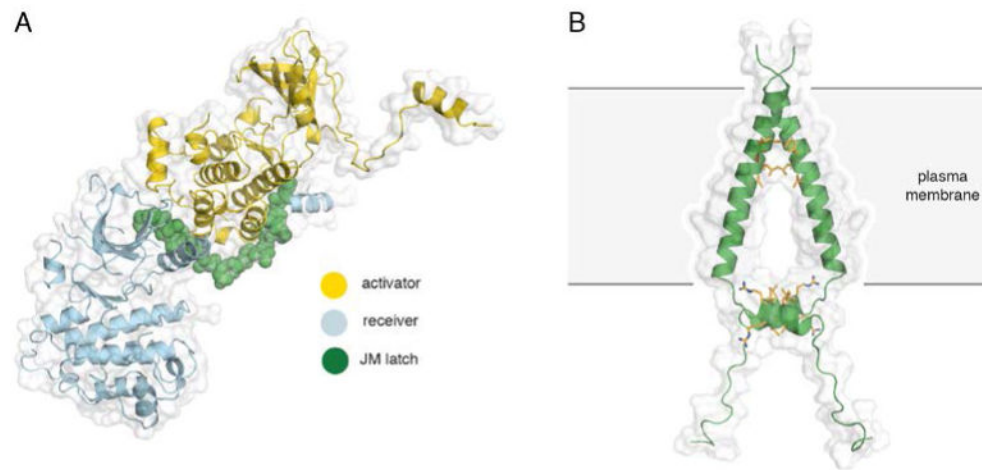 A
B
plasma
membrane
activator
receiver
JM latch